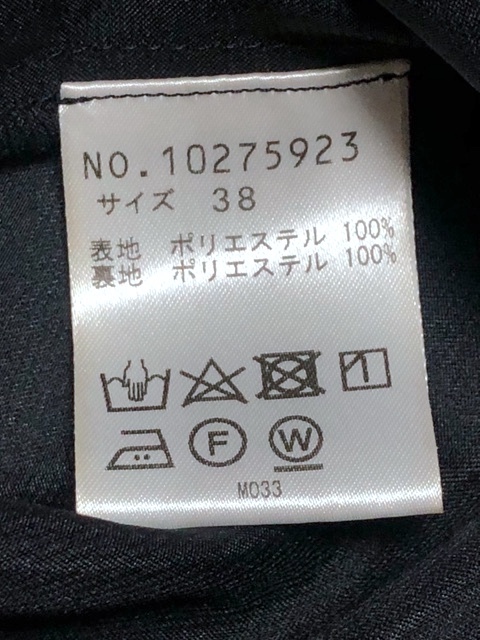 NO.10275923
サイズ 38
表地 ポリエステル 100%
裏地 ポリエステル 100%
F W
M033